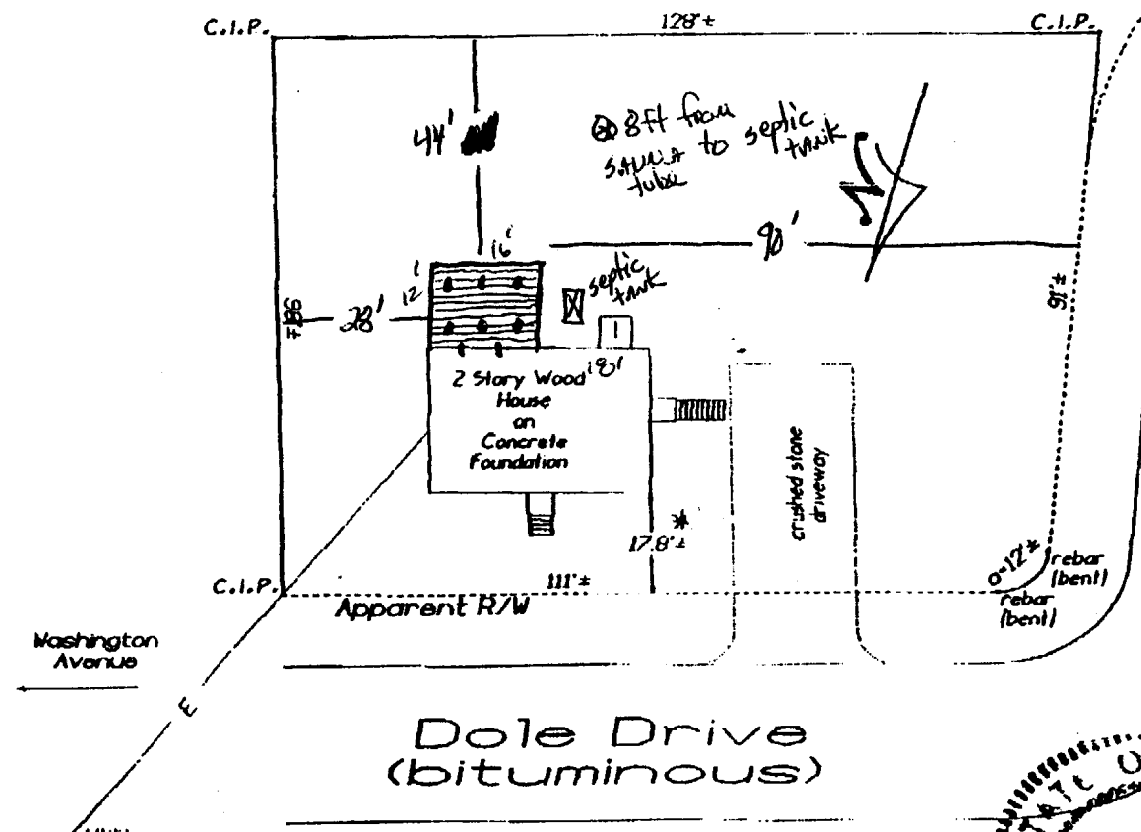 C.I.P.
128'±
C.I.P.
44'
8ft from
to septic
tank
tube
90'
16'
12'
septic
tank
28'
98'±
91'±
2 Story Wood
House
on
Concrete
Foundation
crushed stone
driveway
17.8'±*
C.I.P.
111'±
Apparent R/W
rebar
(bent)
rebar
(bent)
Washington
Avenue
E
Dole Drive
(bituminous)